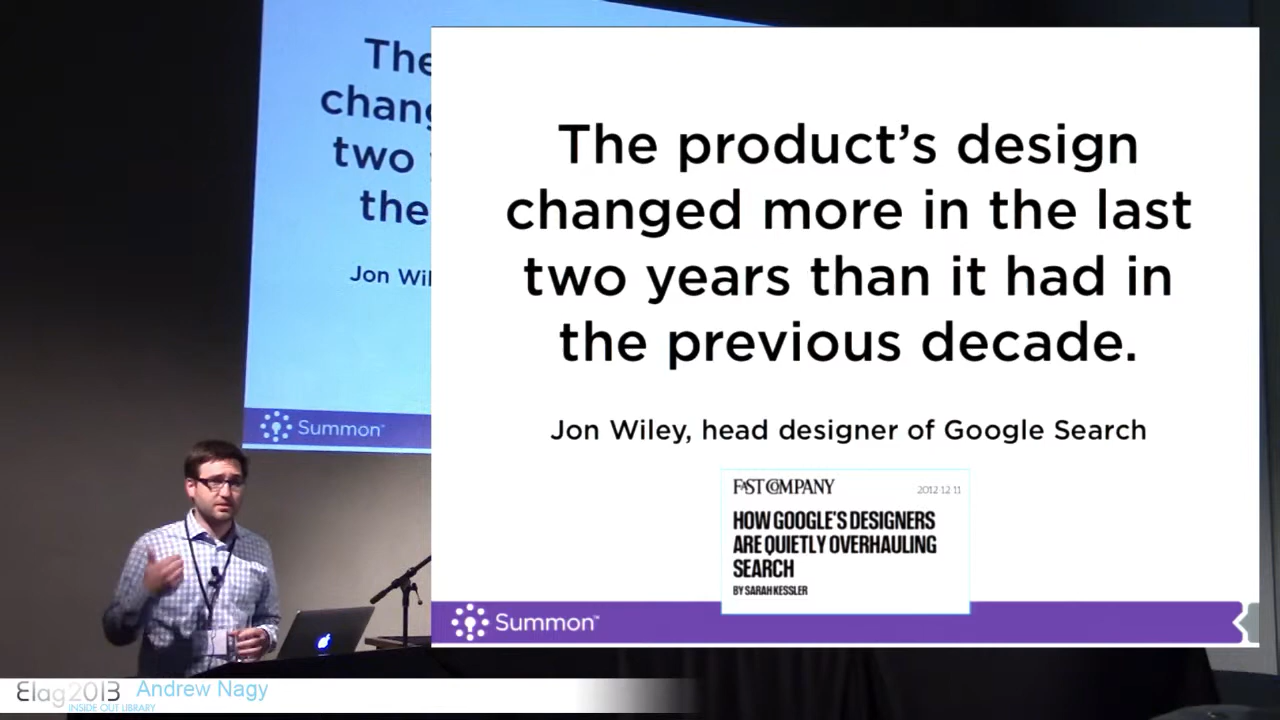 The
chang
two
the
Jon Wil
Summon™
The product’s design
changed more in the last
two years than it had in
the previous decade.
Jon Wiley, head designer of Google Search
FAST COMPANY
2012 12 11
HOW GOOGLE'S DESIGNERS
ARE QUIETLY OVERHAULING
SEARCH
BY SARAH KESSLER
Summon™
Elag2013 Andrew Nagy
INSIDE OUT LIBRARY